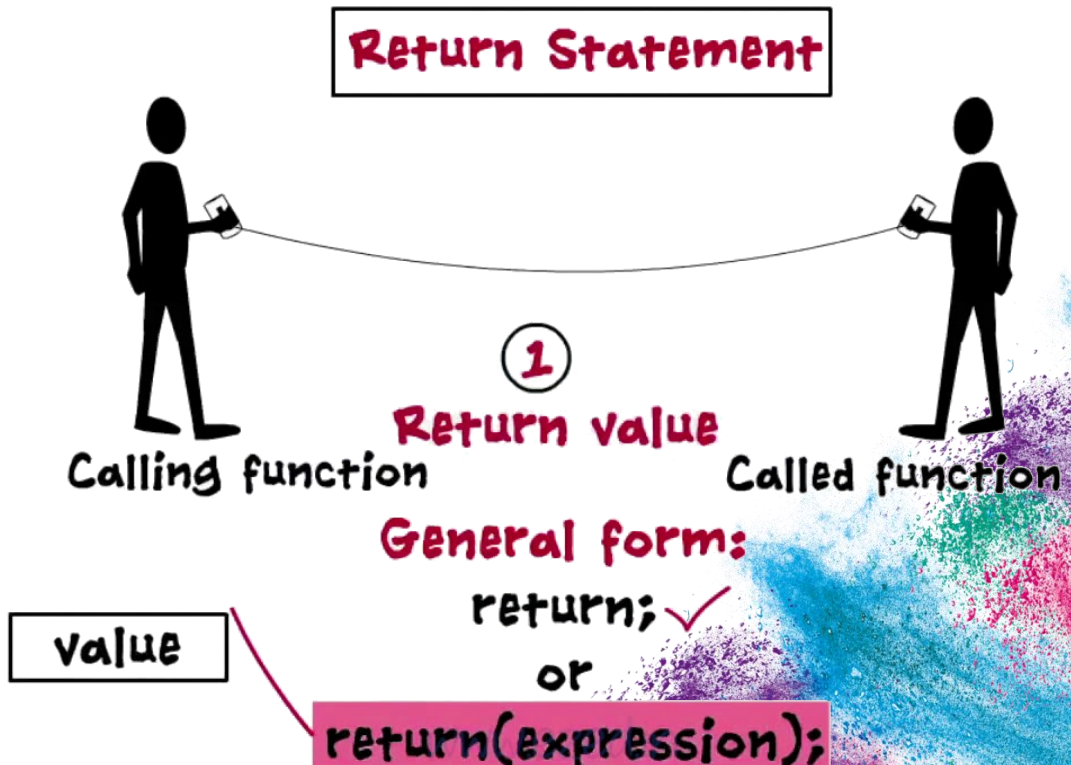 Return Statement
1
Return value
Calling function
Called function
General form:
return;
or
value
return(expression);